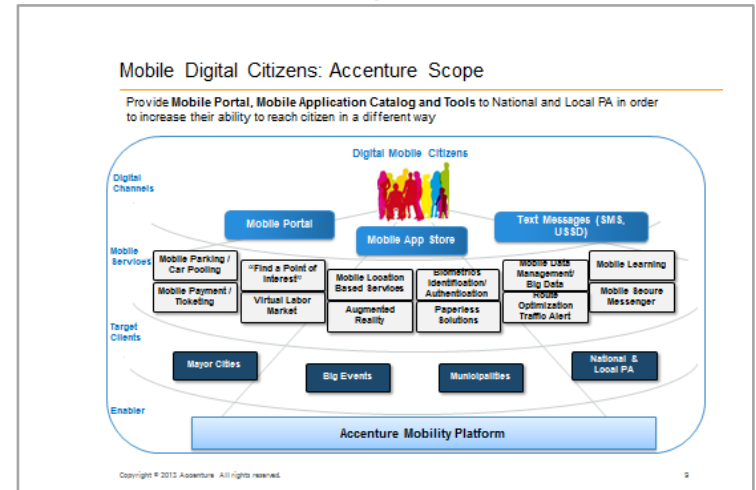 Mobile Digital Citizens: Accenture Scope
Provide Mobile Portal, Mobile Application Catalog and Tools to National and Local PA in order
to increase their ability to reach citizen in a different way
Digital Mobile Citizens
Digital
Channels
Mobile Portal
Mobile App Store
Text Messages (SMS,
USSD)
Mobile
Services
Mobile Parking /
Car Pooling
Mobile Payment /
Ticketing
"Find a Point of
Interest"
Virtual Labor
Market
Mobile Location
Based Services
Augmented
Reality
Biometrics
Identification/
Authentication
Paperless
Solutions
Mobile Data
Management/
Big Data
Route
Optimization
Traffic Alert
Mobile Learning
Mobile Secure
Messenger
Target
Clients
Mayor Cities
Big Events
Municipalities
National &
Local PA
Enabler
Accenture Mobility Platform
Copyright © 2012 Accenture All rights reserved.
9